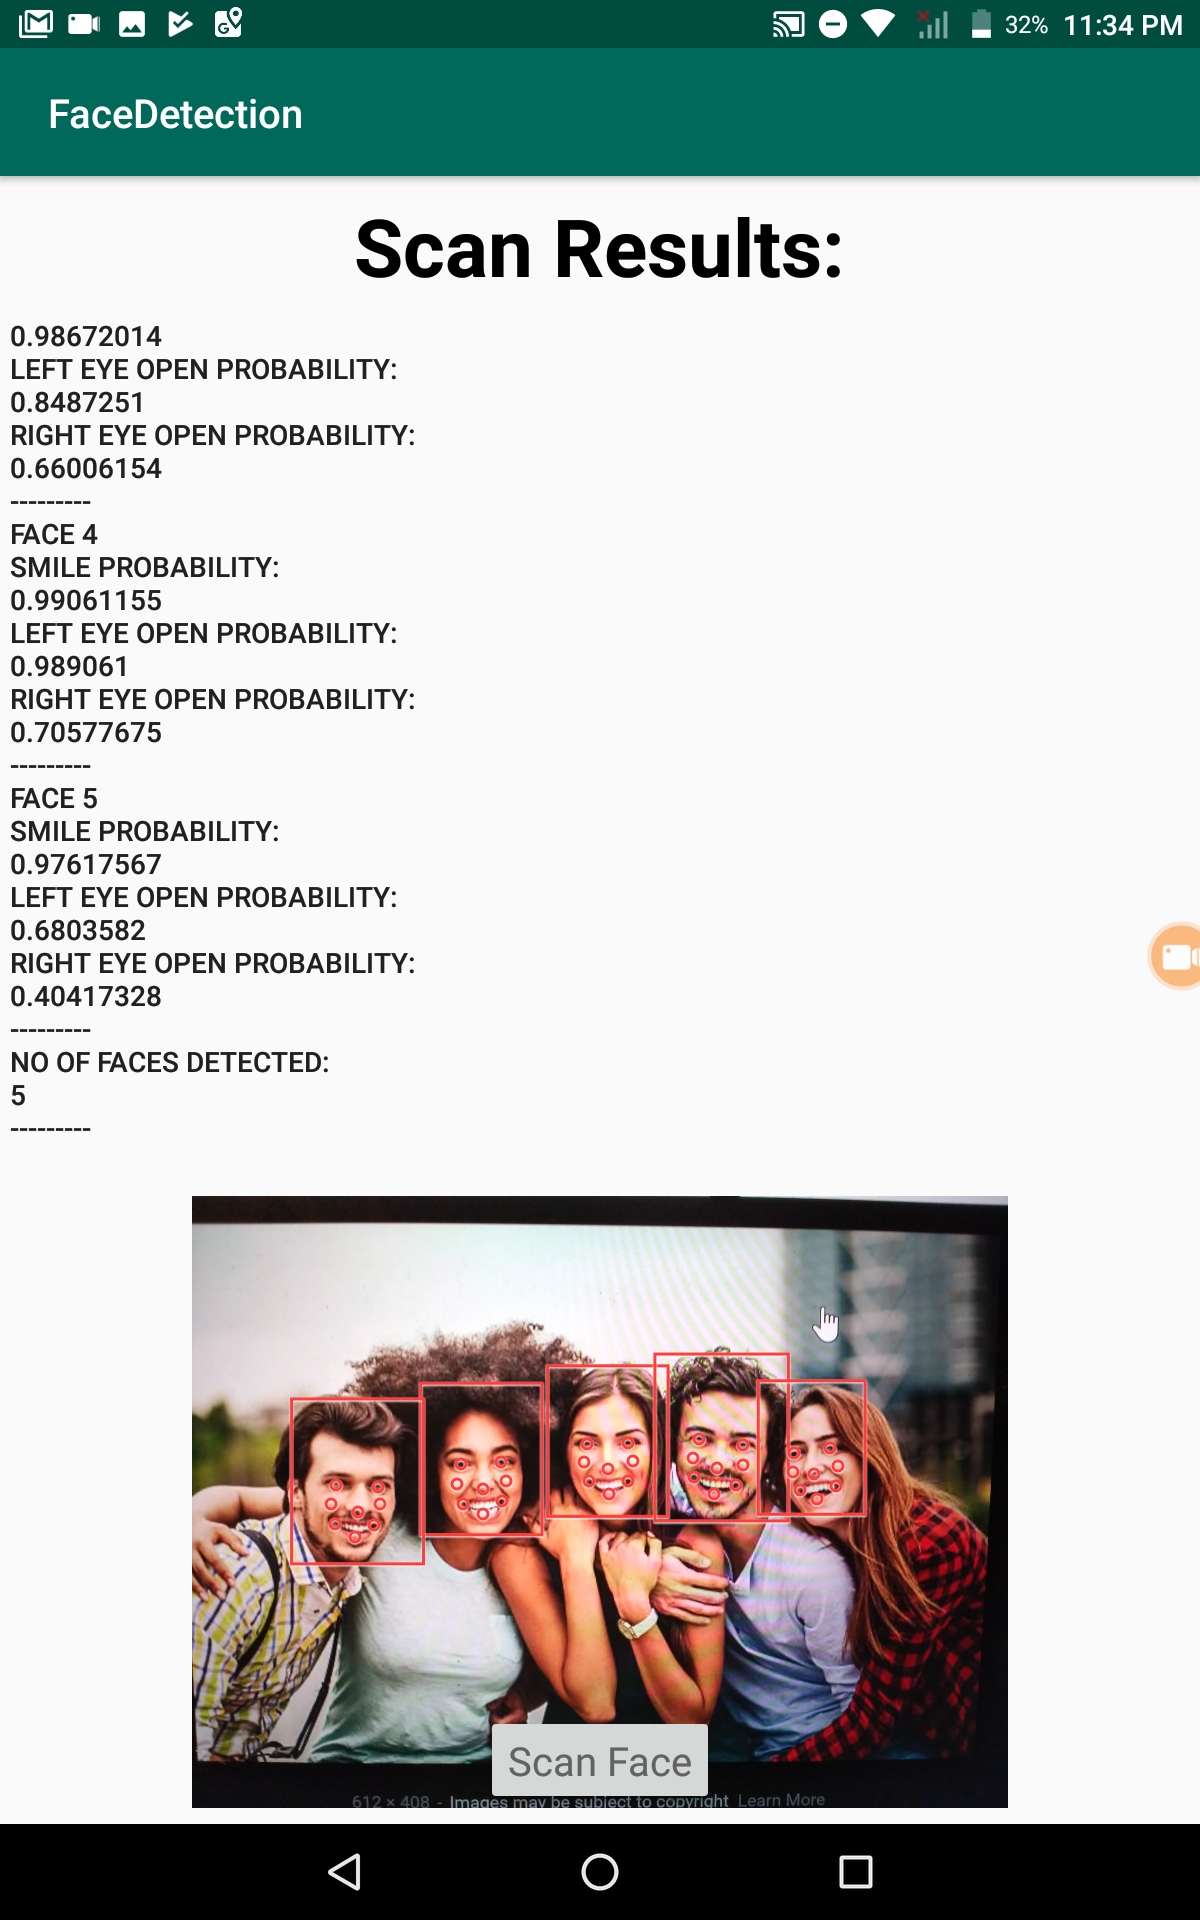 32% 11:34 PM
FaceDetection
Scan Results:
0.98672014
LEFT EYE OPEN PROBABILITY:
0.8487251
RIGHT EYE OPEN PROBABILITY:
0.66006154
---------
FACE 4
SMILE PROBABILITY:
0.99061155
LEFT EYE OPEN PROBABILITY:
0.989061
RIGHT EYE OPEN PROBABILITY:
0.70577675
---------
FACE 5
SMILE PROBABILITY:
0.97617567
LEFT EYE OPEN PROBABILITY:
0.6803582
RIGHT EYE OPEN PROBABILITY:
0.40417328
---------
NO OF FACES DETECTED:
5
---------
Scan Face
612 × 408 - Images may be subject to copyright Learn More